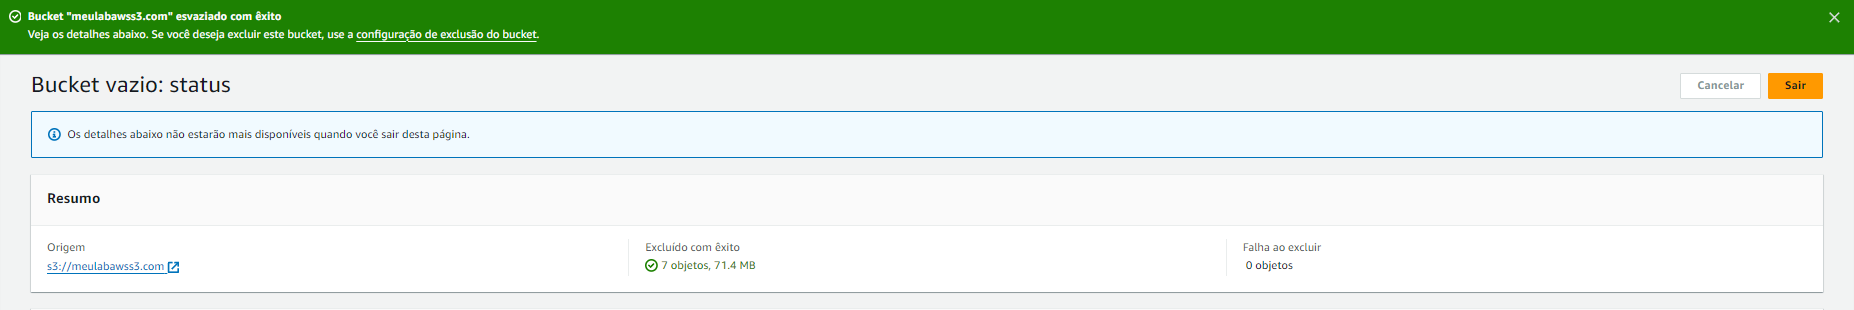 Bucket "meulabawss3.com" esvaziado com êxito
Veja os detalhes abaixo. Se você deseja excluir este bucket, use a configuração de exclusão do bucket.
Bucket vazio: status
Cancelar
Sair
Os detalhes abaixo não estarão mais disponíveis quando você sair desta página.
Resumo
Origem
s3://meulabawss3.com
Excluído com êxito
7 objetos, 71.4 MB
Falha ao excluir
0 objetos